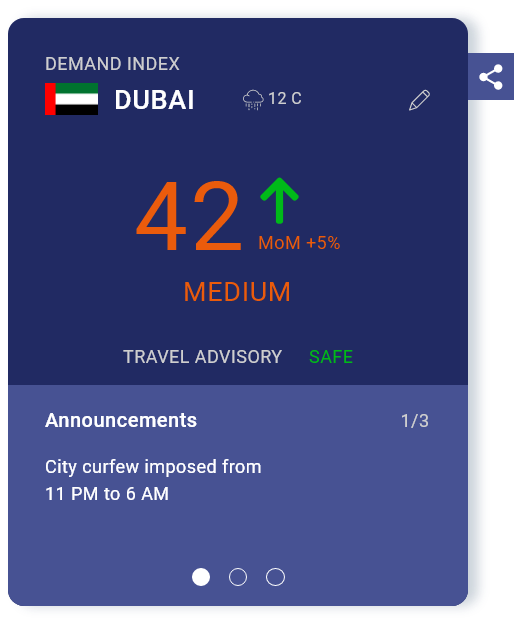 DEMAND INDEX
DUBAI
12 C
42
MoM +5%
MEDIUM
TRAVEL ADVISORY SAFE
Announcements 1/3
City curfew imposed from
11 PM to 6 AM